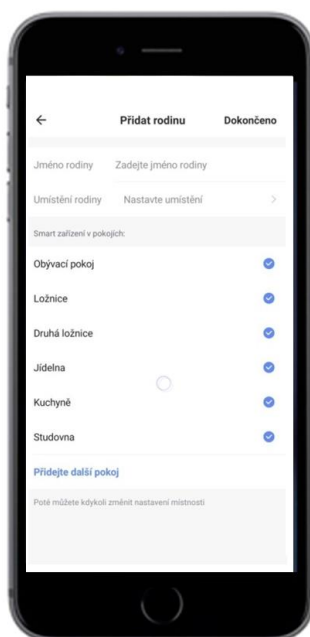 Přidat rodinu Dokončeno
Jméno rodiny Zadejte jméno rodiny
Umístění rodiny Nastavte umístění
Smart zařízení v pokojích:
Obývací pokoj
Ložnice
Druhá ložnice
Jídelna
Kuchyně
Studovna
Přidejte další pokoj
Poté můžete kdykoli změnit nastavení místnosti